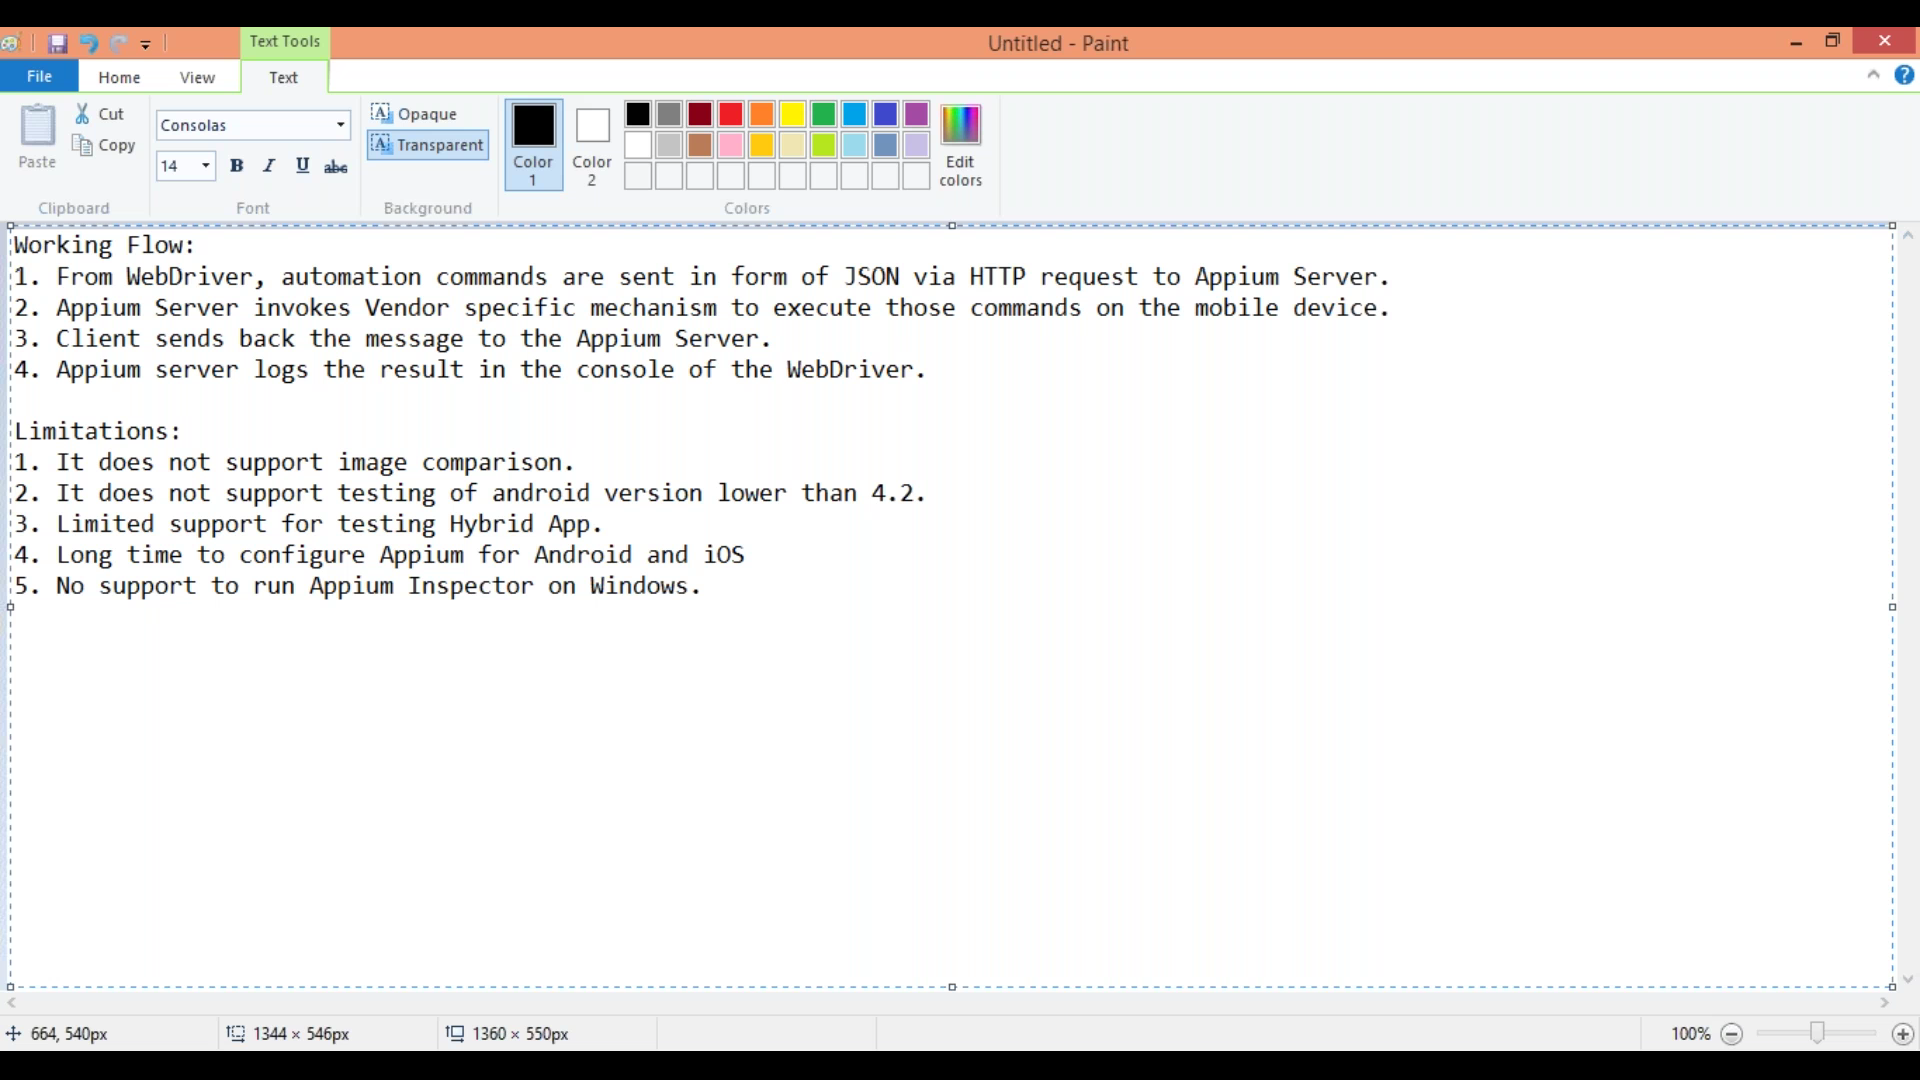 Text Tools
Untitled - Paint
File
Home
View
Text
Paste
Cut
Copy
Clipboard
Consolas
14
B I U abc
Font
Opaque
Transparent
Background
Color 1
Color 2
Edit colors
Colors
Working Flow:
1. From WebDriver, automation commands are sent in form of JSON via HTTP request to Appium Server.
2. Appium Server invokes Vendor specific mechanism to execute those commands on the mobile device.
3. Client sends back the message to the Appium Server.
4. Appium server logs the result in the console of the WebDriver.
Limitations:
1. It does not support image comparison.
2. It does not support testing of android version lower than 4.2.
3. Limited support for testing Hybrid App.
4. Long time to configure Appium for Android and iOS
5. No support to run Appium Inspector on Windows.
664, 540px
1344 × 546px
1360 × 550px
100%